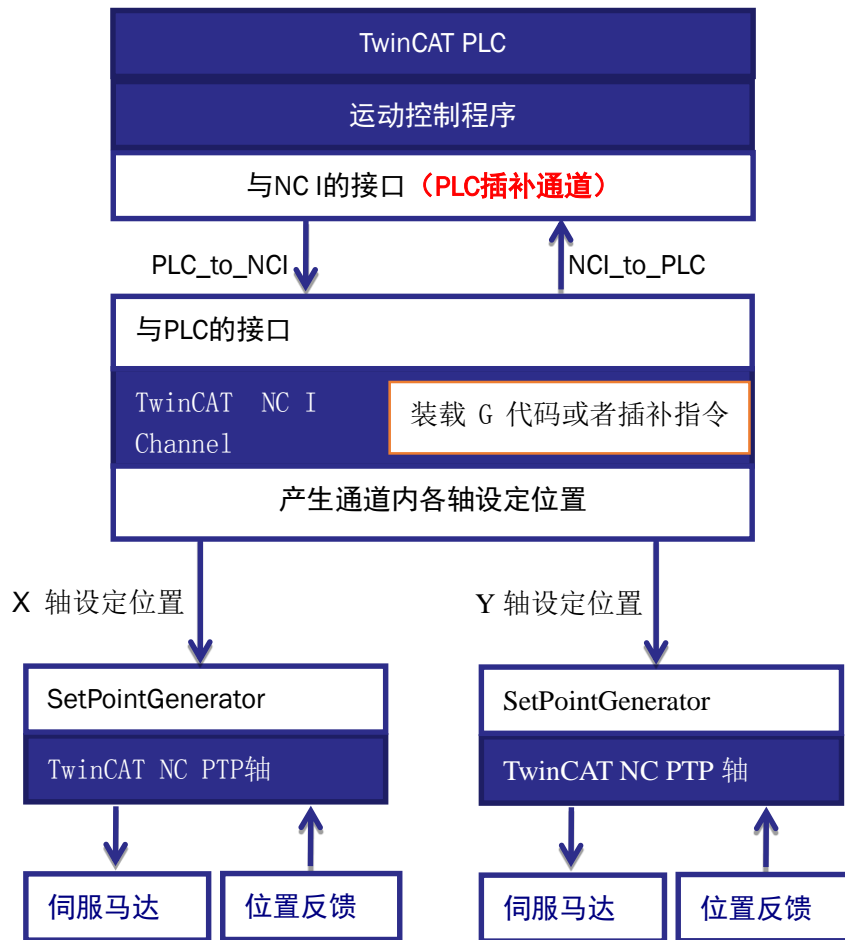 TwinCAT PLC
运动控制程序
与NC I的接口（PLC插补通道）
PLC_to_NCI
NCI_to_PLC
与PLC的接口
TwinCAT NC I
Channel
装载 G 代码或者插补指令
产生通道内各轴设定位置
X 轴设定位置
Y 轴设定位置
SetPointGenerator
SetPointGenerator
TwinCAT NC PTP轴
TwinCAT NC PTP 轴
伺服马达
位置反馈
伺服马达
位置反馈